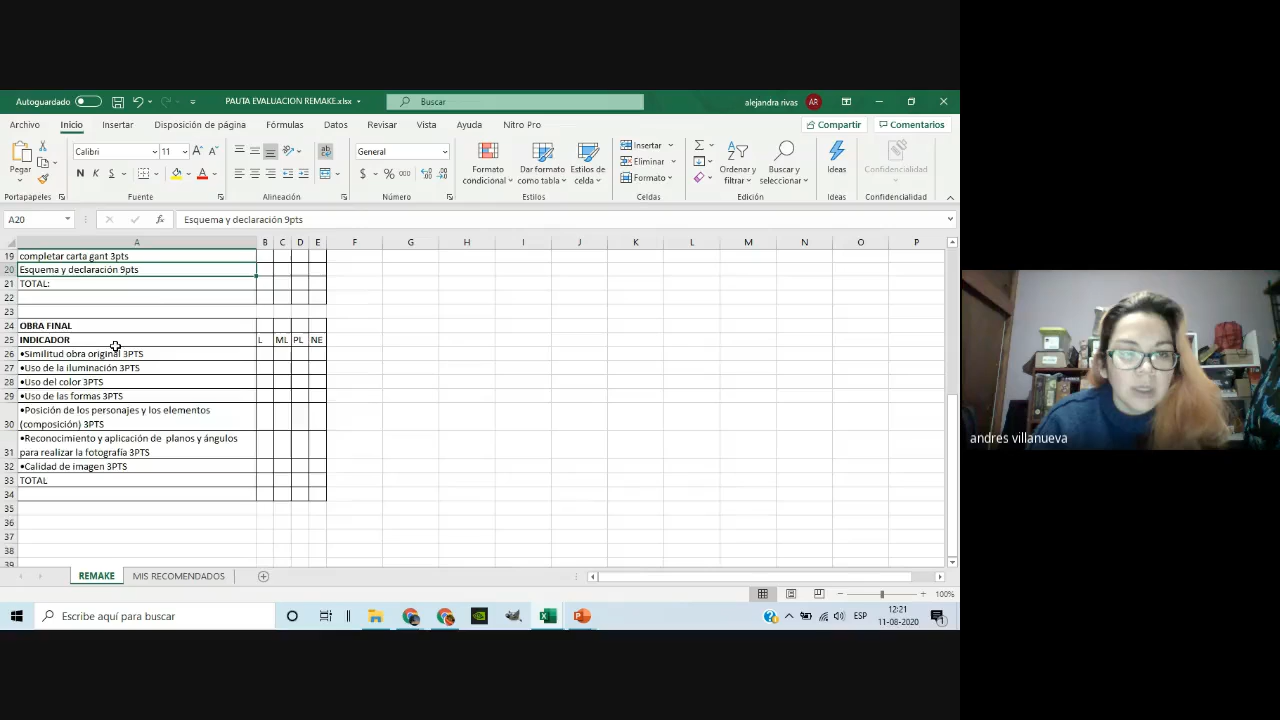 Autoguardado
PAUTA EVALUACION REMAKE.xlsx
Buscar
alejandra rivas
AR
Archivo
Inicio
Insertar
Disposición de página
Fórmulas
Datos
Revisar
Vista
Ayuda
Nitro Pro
Compartir
Comentarios
Pegar
Calibri
11
N K S
General
$ % 000
Formato condicional
Dar formato como tabla
Estilos de celda
Insertar
Eliminar
Formato
Ordenar y filtrar
Buscar y seleccionar
Ideas
Confidencialidad
Portapapeles
Fuente
Alineación
Número
Estilos
Celdas
Edición
Ideas
Confidencialidad
A20
fx
Esquema y declaración 9pts
A B C D E F G H I J K L M N O P
19 completar carta gant 3pts
20 Esquema y declaración 9pts
21 TOTAL:
22
23
24 OBRA FINAL
25 INDICADOR L ML PL NE
26 •Similitud obra original 3PTS
27 •Uso de la iluminación 3PTS
28 •Uso del color 3PTS
29 •Uso de las formas 3PTS
•Posición de los personajes y los elementos
30 (composición) 3PTS
•Reconocimiento y aplicación de planos y ángulos
31 para realizar la fotografía 3PTS
32 •Calidad de imagen 3PTS
33 TOTAL
34
35
36
37
38
39
REMAKE
MIS RECOMENDADOS
100%
Escribe aquí para buscar
ESP
12:21
11-08-2020
andres villanueva